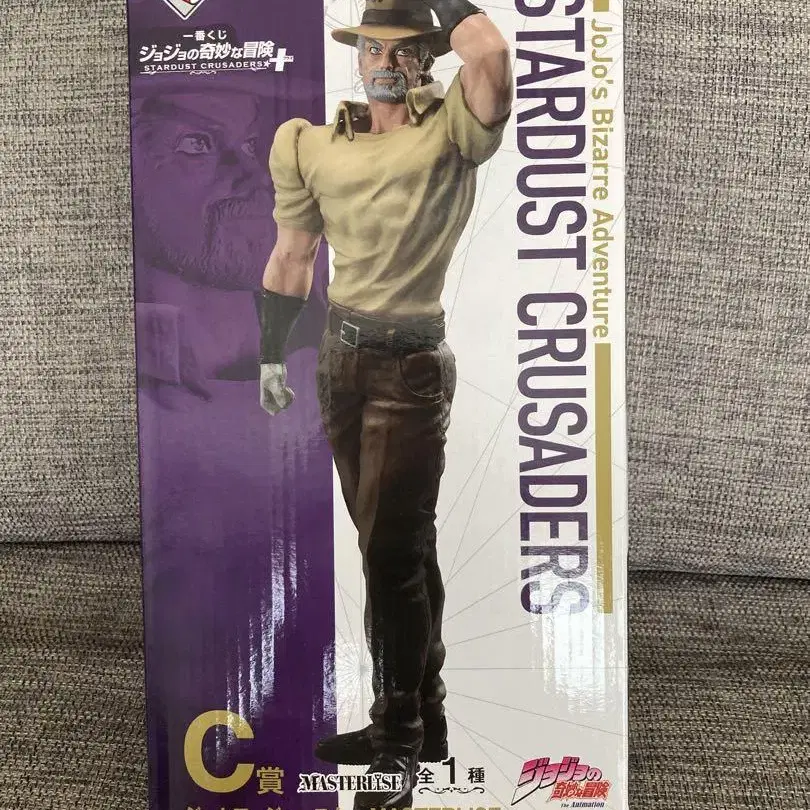 一番くじ
ジョジョの奇妙な冒険
STARDUST CRUSADERS
JoJo's Bizarre Adventure
STARDUST CRUSADERS
C賞
MASTERLISE
全1種
ジョジョの
奇妙な冒険
The Animation